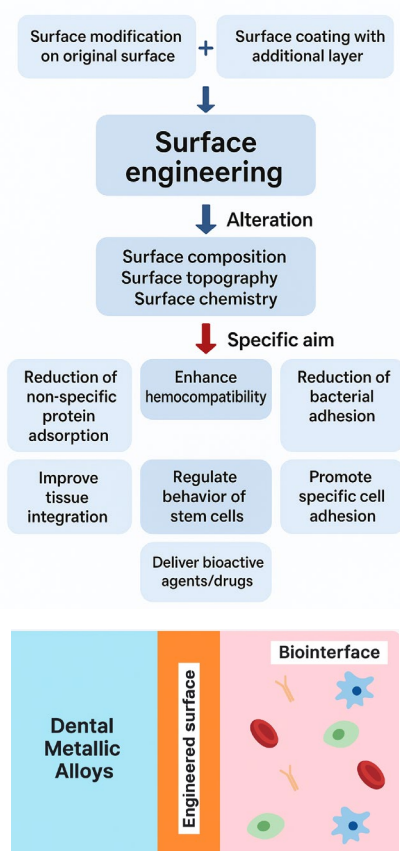 Surface modification
on original surface
+
Surface coating with
additional layer
Surface
engineering
Alteration
Surface composition
Surface topography
Surface chemistry
Specific aim
Reduction of
non-specific
protein
adsorption
Enhance
hemocompatibility
Reduction of
bacterial
adhesion
Improve
tissue
integration
Regulate
behavior of
stem cells
Promote
specific cell
adhesion
Deliver bioactive
agents/drugs
Dental
Metallic
Alloys
Engineered surface
Biointerface